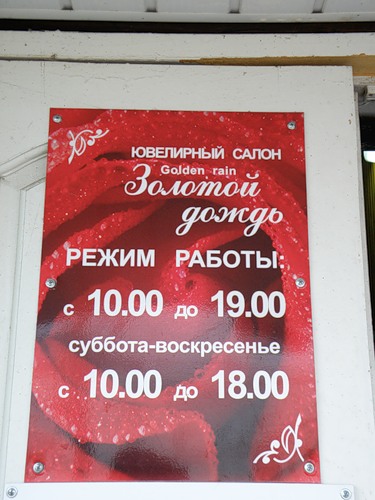 ЮВЕЛИРНЫЙ САЛОН
Golden rain
Золотой
дождь
РЕЖИМ РАБОТЫ:
с 10.00 до 19.00
суббота-воскресенье
с 10.00 до 18.00